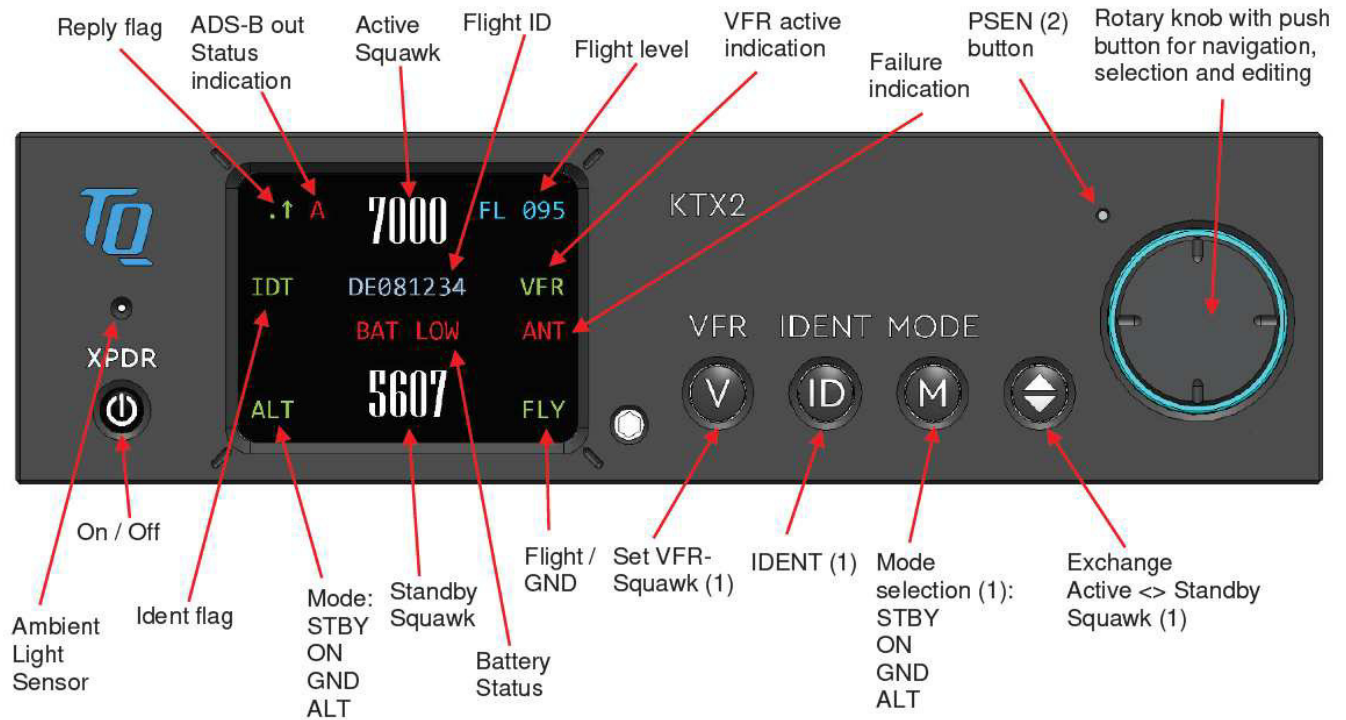 Reply flag
ADS-B out
Status
indication
Active
Squawk
Flight ID
Flight level
VFR active
indication
Failure
indication
PSEN (2)
button
Rotary knob with push
button for navigation,
selection and editing
TQ
.↑ A 7000 FL 095
KTX2
IDT DE081234 VFR
BAT LOW ANT
VFR IDENT MODE
XPDR
ALT 5607 FLY
V ID M
On / Off
Ambient
Light
Sensor
Ident flag
Mode:
STBY
ON
GND
ALT
Standby
Squawk
Battery
Status
Flight /
GND
Set VFR-
Squawk (1)
IDENT (1)
Mode
selection (1):
STBY
ON
GND
ALT
Exchange
Active <> Standby
Squawk (1)